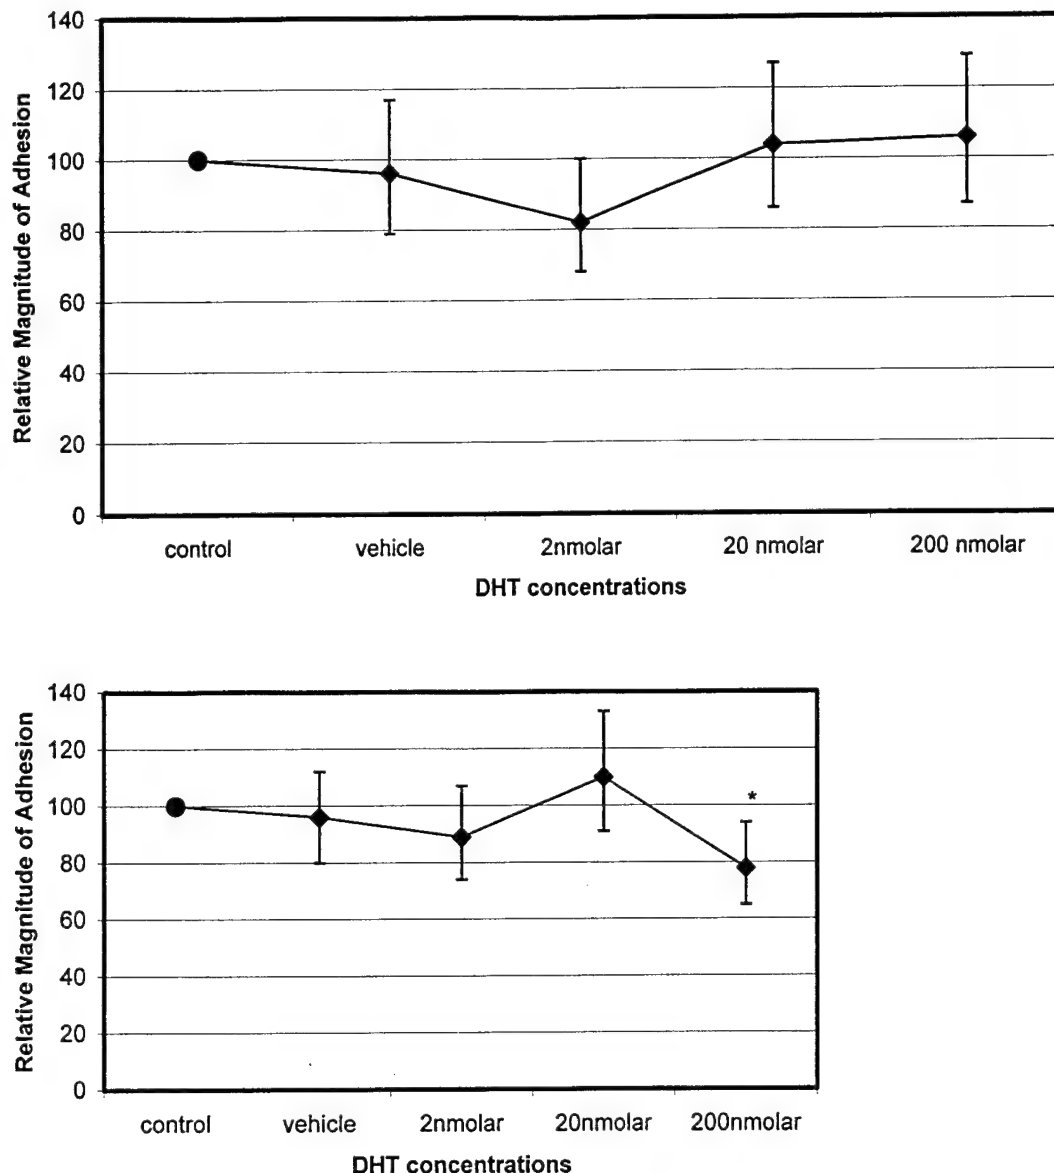 140
120
100
80
60
40
20
0
Relative Magnitude of Adhesion
control vehicle 2nmolar 20 nmolar 200 nmolar
DHT concentrations
140
120
100
80
60
40
20
0
Relative Magnitude of Adhesion
*
control vehicle 2nmolar 20nmolar 200nmolar
DHT concentrations